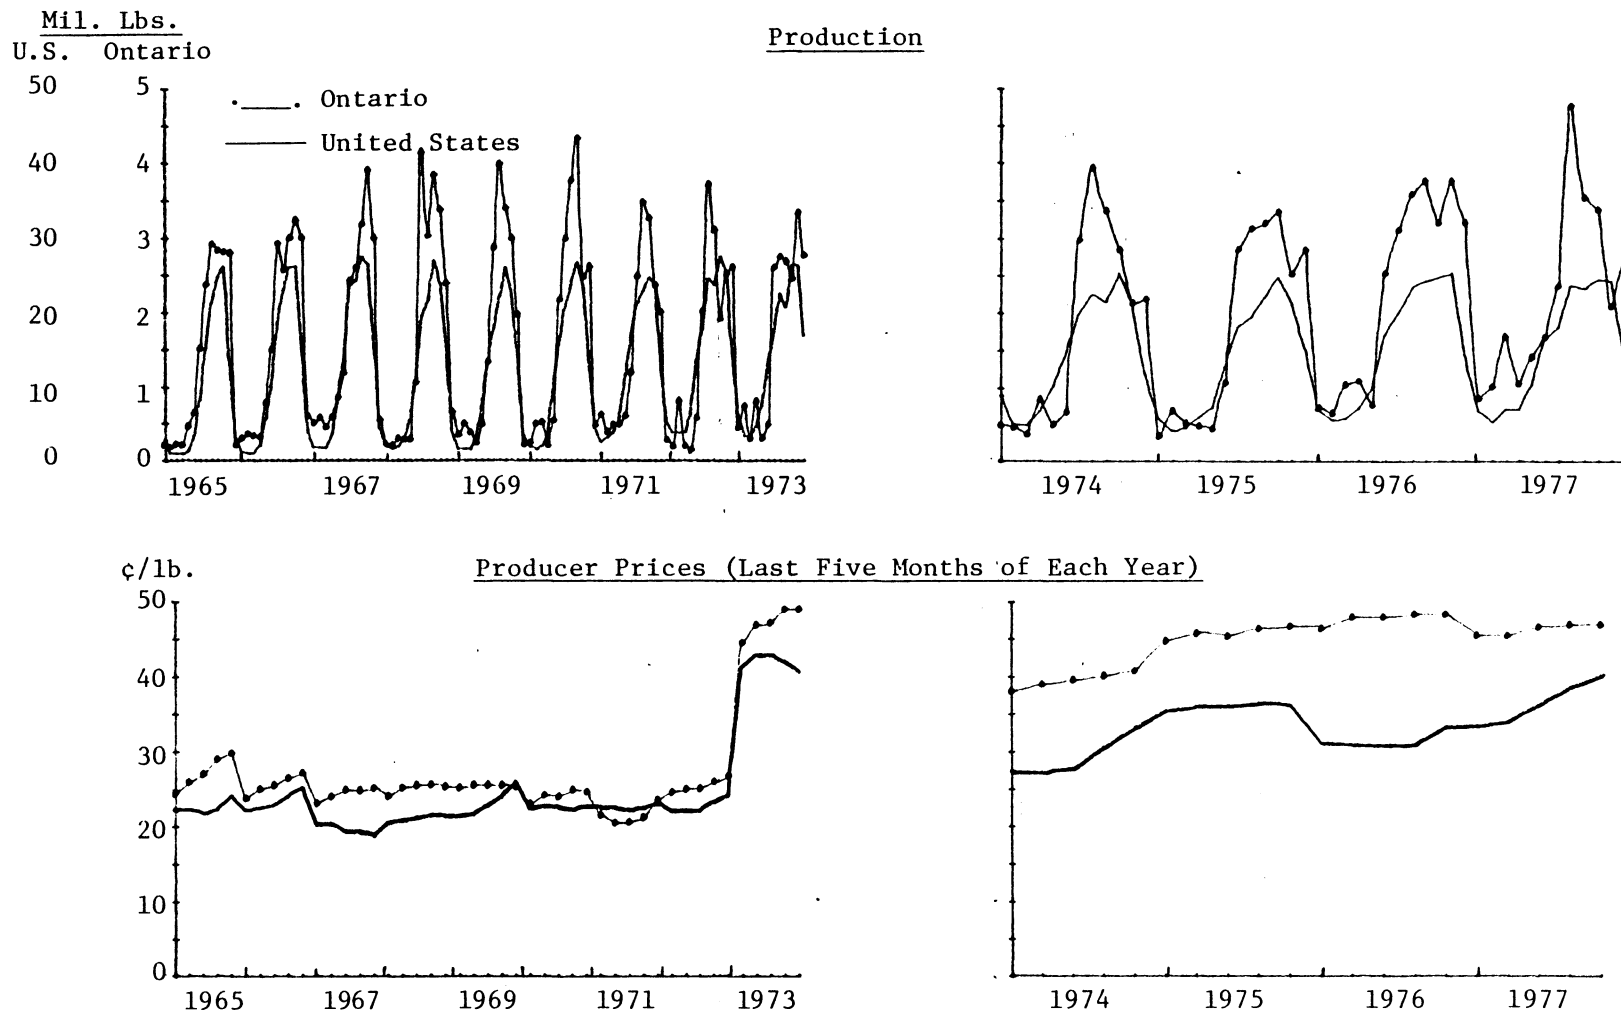 Mil. Lbs.
U.S. Ontario
Production
50 5
Ontario
United States
40 4
30 3
20 2
10 1
0 0
1965 1967 1969 1971 1973 1974 1975 1976 1977
¢/lb.
Producer Prices (Last Five Months of Each Year)
50
40
30
20
10
0
1965 1967 1969 1971 1973 1974 1975 1976 1977